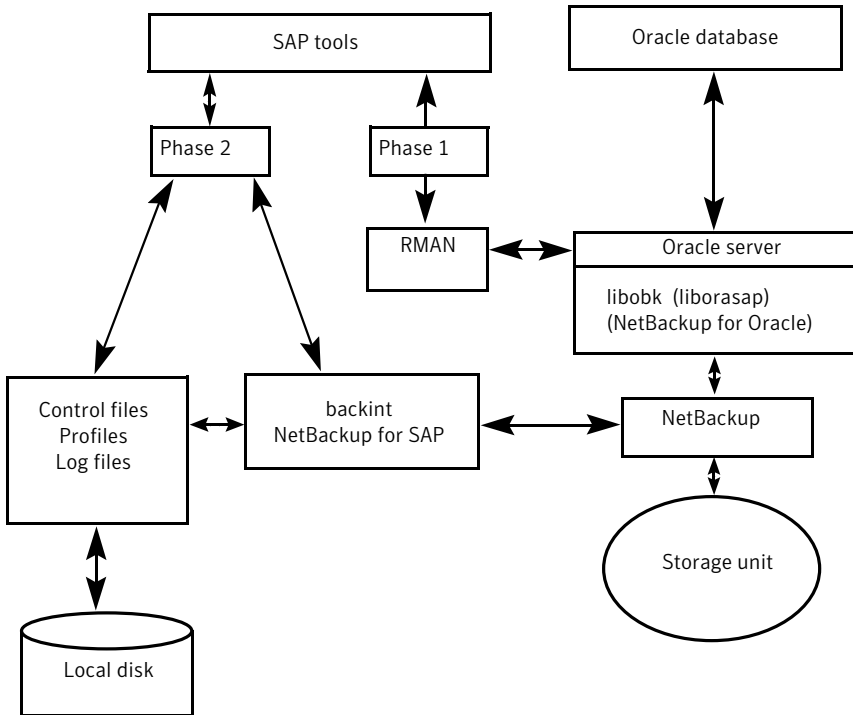 SAP tools
Oracle database
Phase 2
Phase 1
RMAN
Oracle server
libobk (liborasap)
(NetBackup for Oracle)
Control files
Profiles
Log files
backint
NetBackup for SAP
NetBackup
Storage unit
Local disk